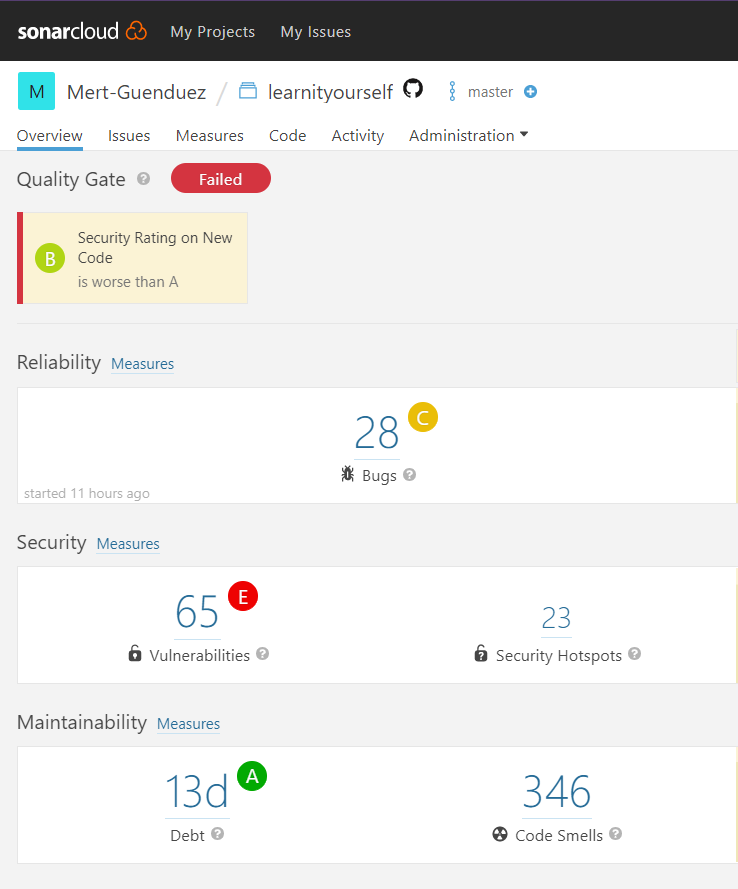 sonarcloud My Projects My Issues
M Mert-Guenduez / learnityourself master
Overview Issues Measures Code Activity Administration
Quality Gate ? Failed
B
Security Rating on New
Code
is worse than A
Reliability Measures
28 C
Bugs ?
started 11 hours ago
Security Measures
65 E
Vulnerabilities ?
23
Security Hotspots ?
Maintainability Measures
13d A
Debt ?
346
Code Smells ?